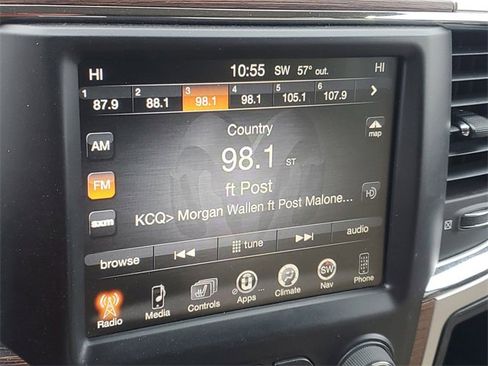 HI 10:55 SW 57° out. HI
1 2 3 4 5 6
87.9 88.1 98.1 98.1 105.1 107.9
Country
98.1 ST
ft Post
KCQ> Morgan Wallen ft Post Malone...
AM
FM
SXM
map
HD
browse tune audio
Radio Media Controls Apps Climate SW Nav Phone